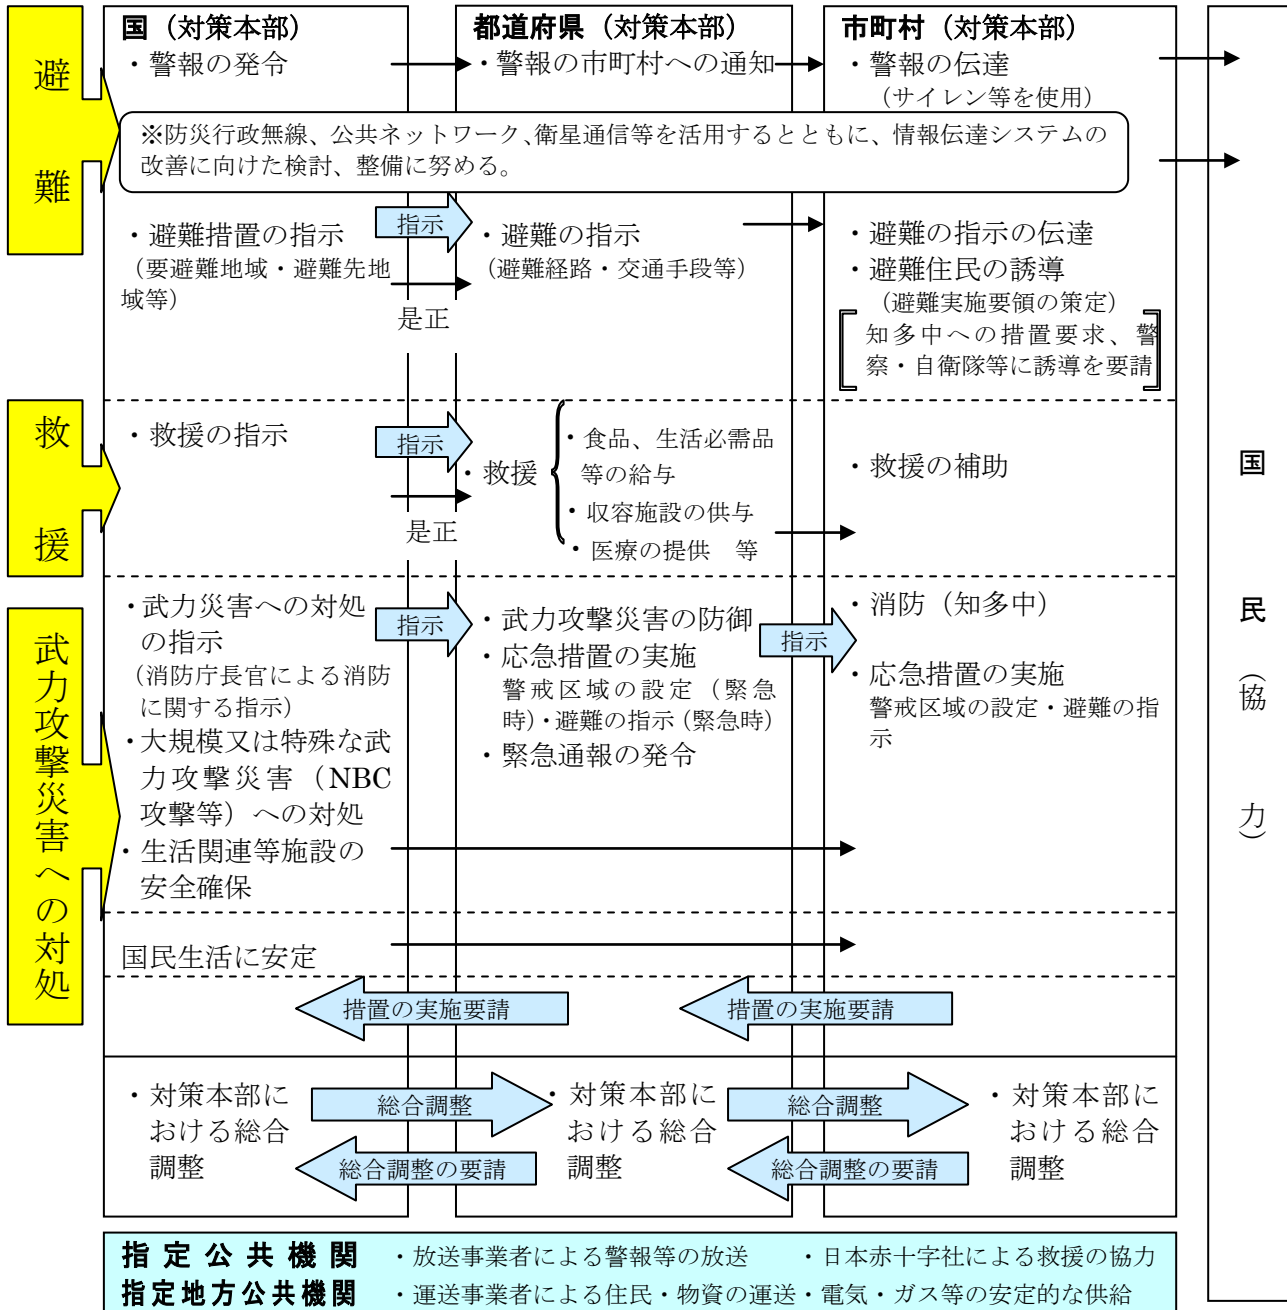 避
難
国（対策本部）
・警報の発令
都道府県（対策本部）
・警報の市町村への通知
市町村（対策本部）
・警報の伝達
（サイレン等を使用）
※防災行政無線、公共ネットワーク、衛星通信等を活用するとともに、情報伝達システムの
改善に向けた検討、整備に努める。
・避難措置の指示
（要避難地域・避難先地
域等）
指示
是正
・避難の指示
（避難経路・交通手段等）
・避難の指示の伝達
・避難住民の誘導
（避難実施要領の策定）
知多中への措置要求、警
察・自衛隊等に誘導を要請
救
援
・救援の指示
指示
是正
・救援
・食品、生活必需品
等の給与
・収容施設の供与
・医療の提供　等
・救援の補助
武力攻撃災害への対処
・武力災害への対処
の指示
（消防庁長官による消防
に関する指示）
・大規模又は特殊な武
力攻撃災害（NBC
攻撃等）への対処
・生活関連等施設の
安全確保
指示
・武力攻撃災害の防御
・応急措置の実施
警戒区域の設定（緊急
時）・避難の指示（緊急時）
・緊急通報の発令
指示
・消防（知多中）
・応急措置の実施
警戒区域の設定・避難の指
示
国民生活に安定
措置の実施要請
措置の実施要請
・対策本部に
おける総合
調整
総合調整
総合調整の要請
・対策本部に
おける総合
調整
総合調整
総合調整の要請
・対策本部に
おける総合
調整
国民（協力）
指定公共機関　・放送事業者による警報等の放送　・日本赤十字社による救援の協力
指定地方公共機関　・運送事業者による住民・物資の運送・電気・ガス等の安定的な供給